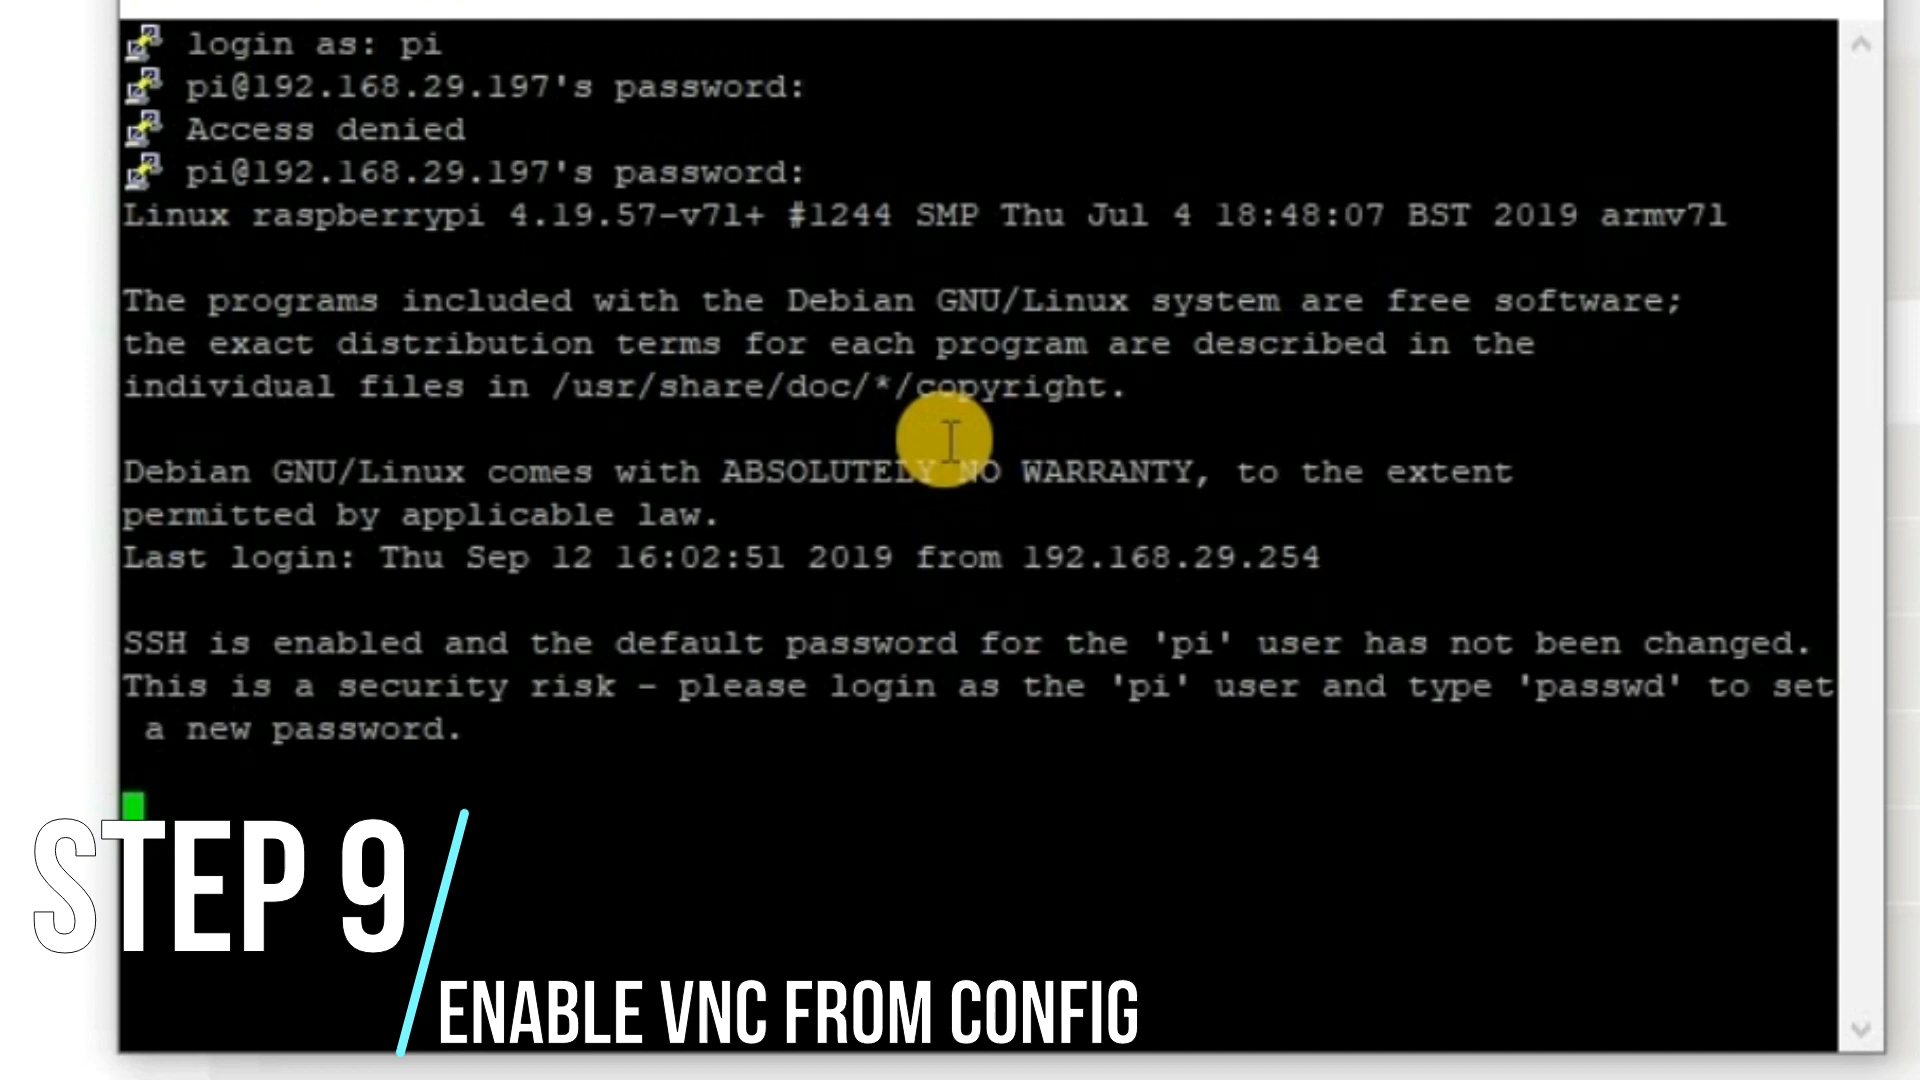 login as: pi
pi@192.168.29.197's password:
Access denied
pi@192.168.29.197's password:
Linux raspberrypi 4.19.57-v7l+ #1244 SMP Thu Jul 4 18:48:07 BST 2019 armv7l
The programs included with the Debian GNU/Linux system are free software;
the exact distribution terms for each program are described in the
individual files in /usr/share/doc/*/copyright.
Debian GNU/Linux comes with ABSOLUTELY NO WARRANTY, to the extent
permitted by applicable law.
Last login: Thu Sep 12 16:02:51 2019 from 192.168.29.254
SSH is enabled and the default password for the 'pi' user has not been changed.
This is a security risk - please login as the 'pi' user and type 'passwd' to set
a new password.
STEP 9
ENABLE VNC FROM CONFIG